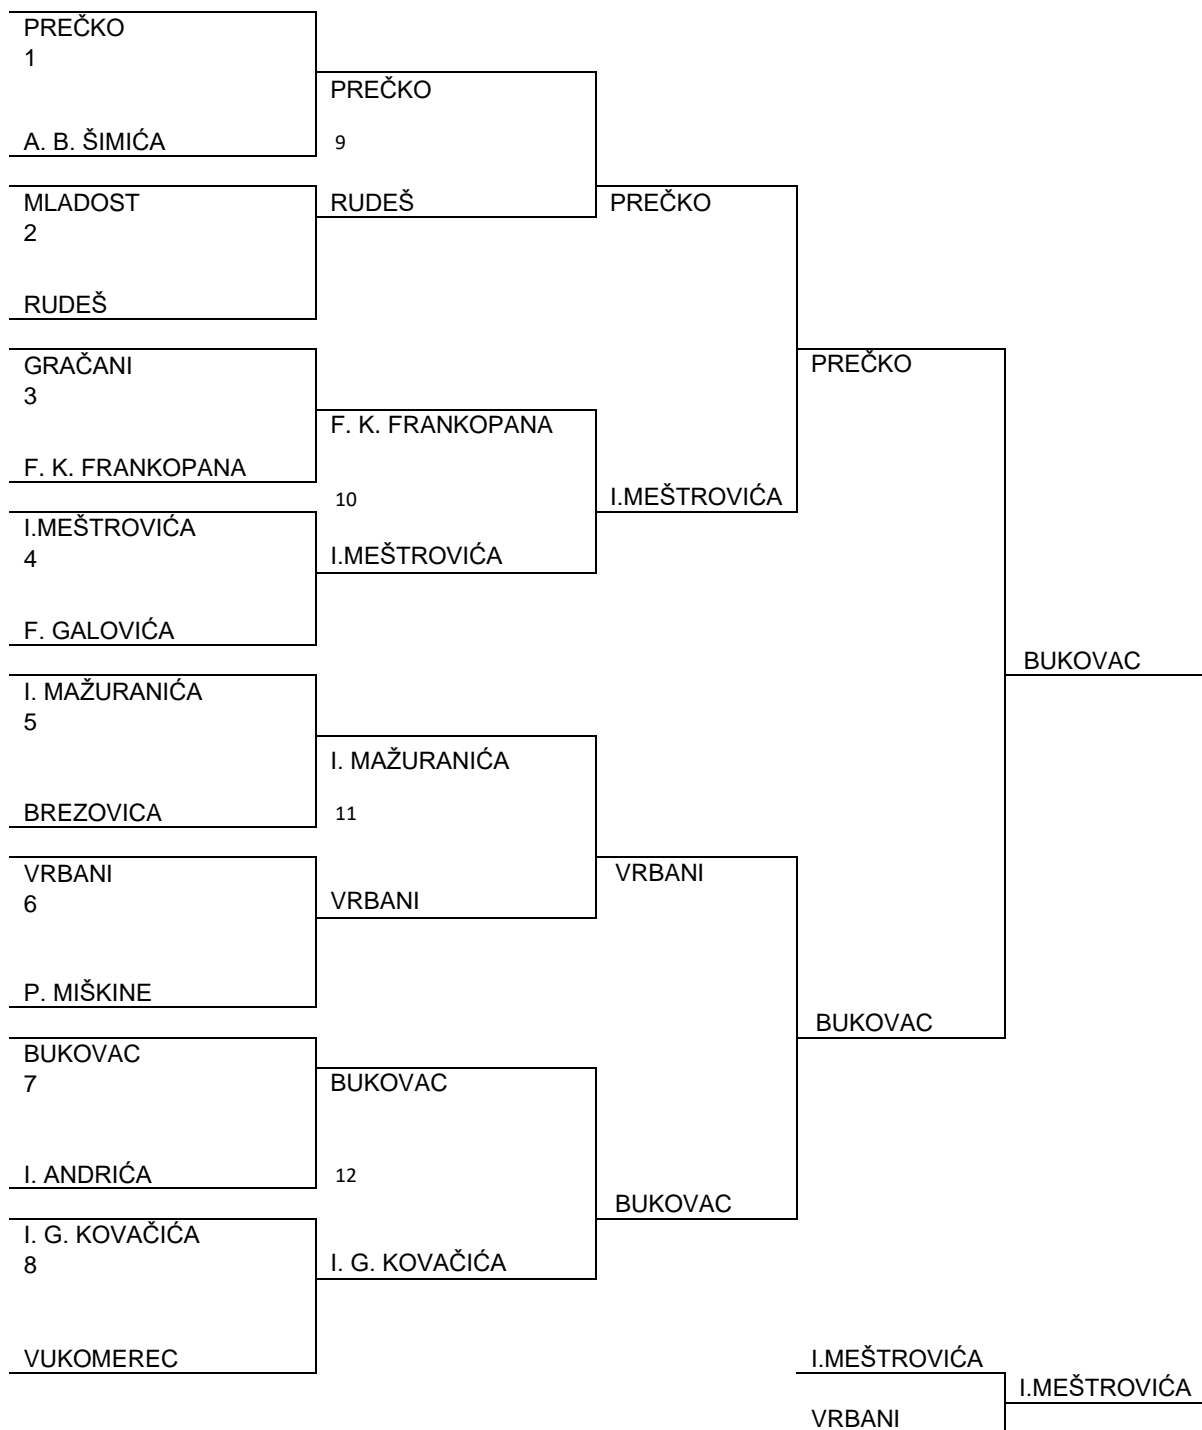 PREČKO
1
PREČKO
A. B. ŠIMIĆA
9
MLADOST
RUDEŠ
PREČKO
2
RUDEŠ
GRAČANI
PREČKO
3
F. K. FRANKOPANA
F. K. FRANKOPANA
10
I.MEŠTROVIĆA
I.MEŠTROVIĆA
4
I.MEŠTROVIĆA
F. GALOVIĆA
BUKOVAC
I. MAŽURANIĆA
5
I. MAŽURANIĆA
BREZOVICA
11
VRBANI
VRBANI
6
VRBANI
P. MIŠKINE
BUKOVAC
BUKOVAC
7
BUKOVAC
I. ANDRIĆA
12
BUKOVAC
I. G. KOVAČIĆA
8
I. G. KOVAČIĆA
VUKOMEREC
I.MEŠTROVIĆA
I.MEŠTROVIĆA
VRBANI